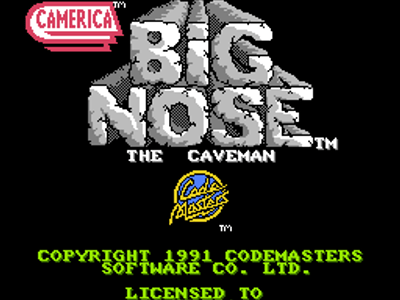 CAMERICA TM
BIG
NOSE TM
THE CAVEMAN
Code
Masters
TM
COPYRIGHT 1991 CODEMASTERS
SOFTWARE CO. LTD.
LICENSED TO